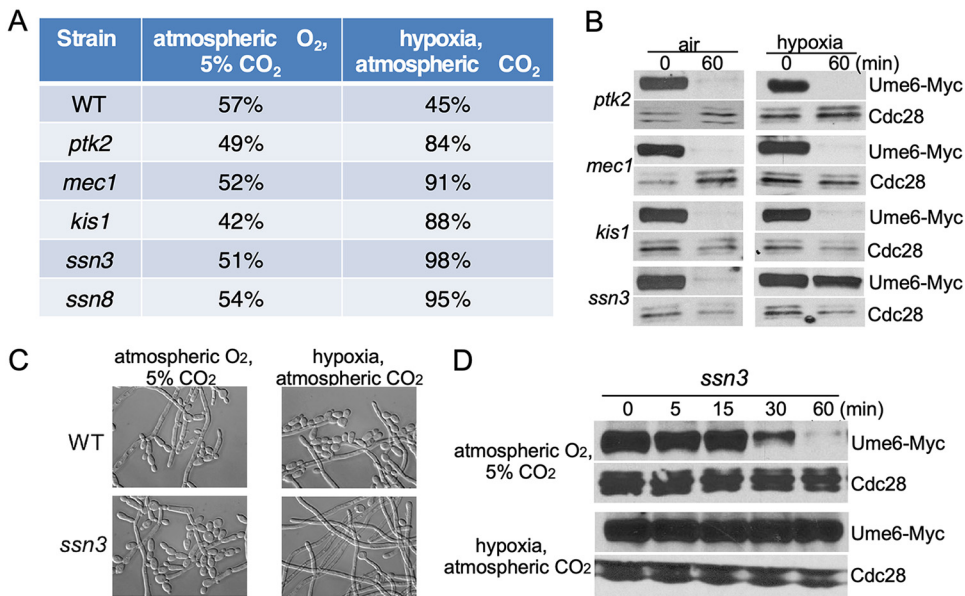 A
Strain atmospheric O2, 5% CO2 hypoxia, atmospheric CO2
WT 57% 45%
ptk2 49% 84%
mec1 52% 91%
kis1 42% 88%
ssn3 51% 98%
ssn8 54% 95%
B
air hypoxia
0 60 0 60 (min)
ptk2 Ume6-Myc
Cdc28
mec1 Ume6-Myc
Cdc28
kis1 Ume6-Myc
Cdc28
ssn3 Ume6-Myc
Cdc28
C
atmospheric O2, hypoxia,
5% CO2 atmospheric CO2
WT
ssn3
D
ssn3
0 5 15 30 60 (min)
atmospheric O2, Ume6-Myc
5% CO2 Cdc28
hypoxia, Ume6-Myc
atmospheric CO2 Cdc28